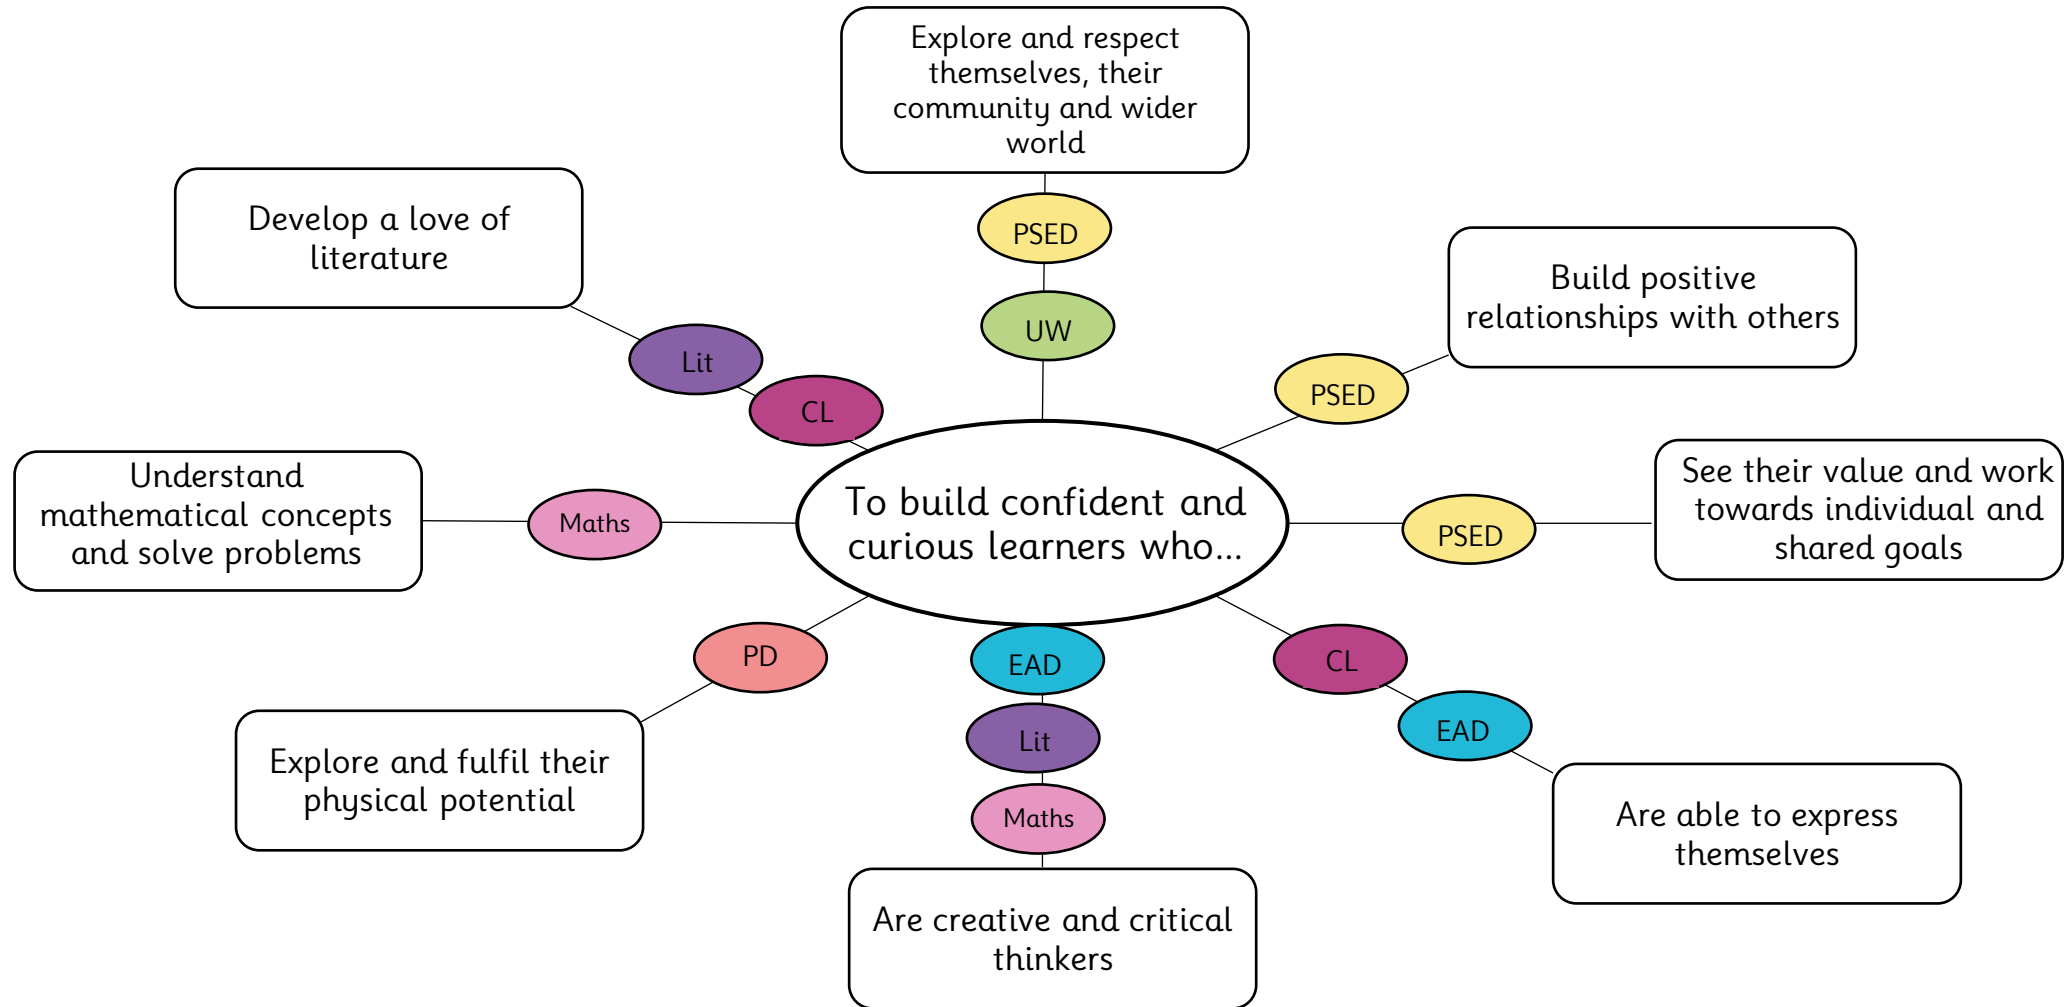 Explore and respect
themselves, their
community and wider
world
PSED
UW
Develop a love of
literature
Lit
CL
Build positive
relationships with others
PSED
Understand
mathematical concepts
and solve problems
Maths
To build confident and
curious learners who...
PSED
See their value and work
towards individual and
shared goals
PD
Explore and fulfil their
physical potential
EAD
Lit
Maths
Are creative and critical
thinkers
CL
EAD
Are able to express
themselves